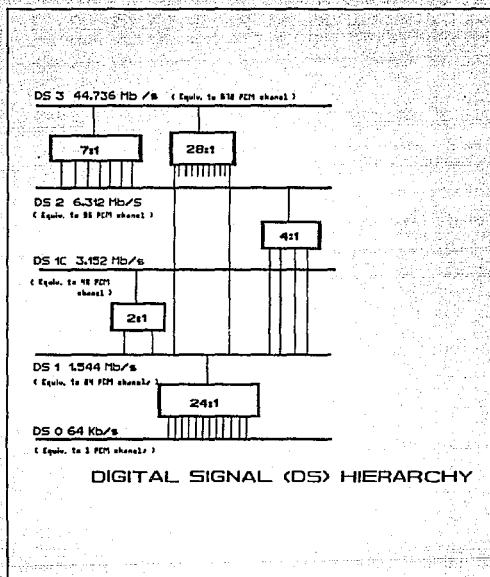 DS 3 44.736 Mb/s ( Equiv. to 672 PCM chanel )
7:1 28:1
DS 2 6.312 Mb/S
( Equiv. to 96 PCM chanel )
4:1
DS 1C 3.152 Mb/s
( Equiv. to 48 PCM
chanel )
2:1
DS 1 1.544 Mb/s
( Equiv. to 24 PCM chanels )
24:1
DS 0 64 Kb/s
( Equiv. to 1 PCM chanels )
DIGITAL SIGNAL (DS) HIERARCHY